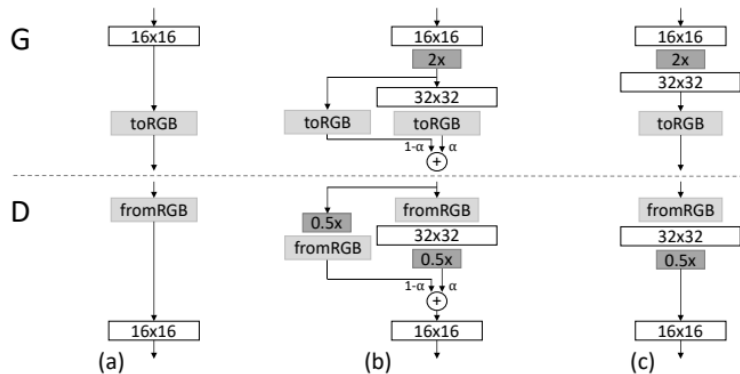 G
16x16
toRGB
16x16
2x
32x32
toRGB
toRGB
1-α
α
+
16x16
2x
32x32
toRGB
D
fromRGB
16x16
fromRGB
0.5x
32x32
fromRGB
0.5x
1-α
α
+
16x16
fromRGB
32x32
0.5x
16x16
(a)
(b)
(c)